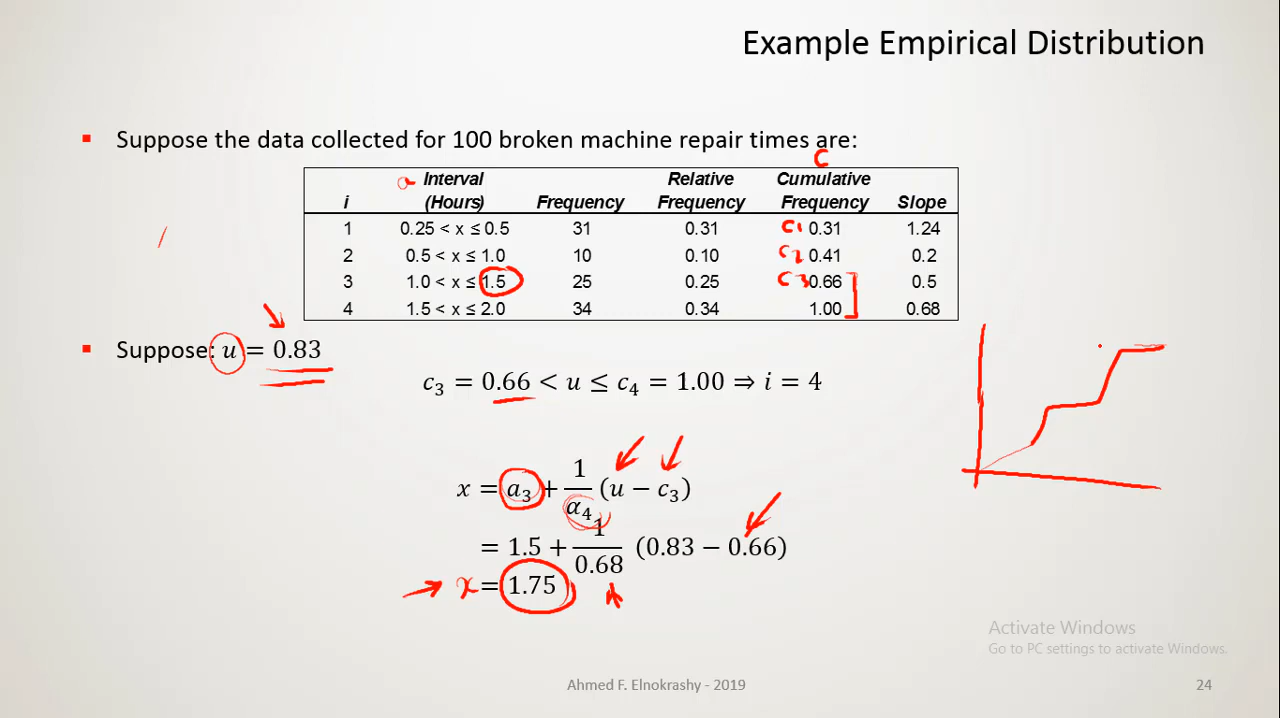 Example Empirical Distribution
▪ Suppose the data collected for 100 broken machine repair times are:
C
a Interval Relative Cumulative
i (Hours) Frequency Frequency Frequency Slope
1 0.25 < x ≤ 0.5 31 0.31 C1 0.31 1.24
2 0.5 < x ≤ 1.0 10 0.10 C2 0.41 0.2
3 1.0 < x ≤ 1.5 25 0.25 C3 0.66 0.5
4 1.5 < x ≤ 2.0 34 0.34 1.00 0.68
▪ Suppose: u = 0.83
c₃ = 0.66 < u ≤ c₄ = 1.00 ⇒ i = 4
x = a₃ + 1/α₄ (u − c₃)
= 1.5 + 1/0.68 (0.83 − 0.66)
x = 1.75
Activate Windows
Go to PC settings to activate Windows.
Ahmed F. Elnokrashy - 2019
24